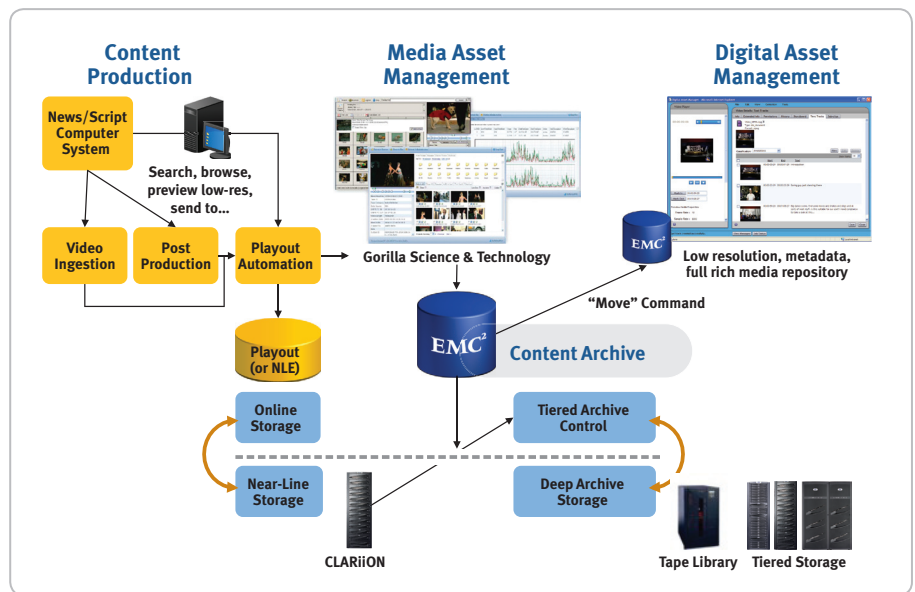 Content
Production
Media Asset
Management
Digital Asset
Management
News/Script
Computer
System
Search, browse,
preview low-res,
send to...
Video
Ingestion
Post
Production
Playout
Automation
Gorilla Science & Technology
EMC²
Low resolution, metadata,
full rich media repository
"Move" Command
EMC²
Content Archive
Playout
(or NLE)
Online
Storage
Tiered Archive
Control
Near-Line
Storage
Deep Archive
Storage
CLARiiON
Tape Library
Tiered Storage